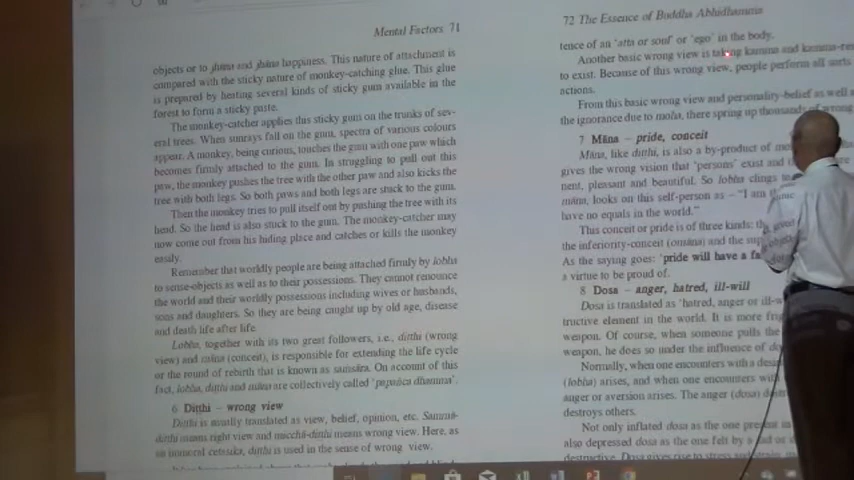 Mental Factors 71
objects or to jhāna and jhāna happiness. This nature of attachment is
compared with the sticky nature of monkey-catching glue. This glue
is prepared by heating several kinds of sticky gum available in the
forest to form a sticky paste.
The monkey-catcher applies this sticky gum on the trunks of sev-
eral trees. When sunrays fall on the gum, spectra of various colours
appear. A monkey, being curious, touches the gum with one paw which
becomes firmly attached to the gum. In struggling to pull out this
paw, the monkey pushes the tree with the other paw and also kicks the
tree with both legs. So both paws and both legs are stuck to the gum.
Then the monkey tries to pull itself out by pushing the tree with its
head. So the head is also stuck to the gum. The monkey-catcher may
now come out from his hiding place and catches or kills the monkey
easily.
Remember that worldly people are being attached firmly by lobha
to sense-objects as well as to their possessions. They cannot renounce
the world and their worldly possessions including wives or husbands,
sons and daughters. So they are being caught up by old age, disease
and death life after life.
Lobha, together with its two great followers, i.e., diṭṭhi (wrong
view) and māna (conceit), is responsible for extending the life cycle
or the round of rebirth that is known as saṁsāra. On account of this
fact, lobha, diṭṭhi and māna are collectively called 'papañca dhamma'.
6 Diṭṭhi – wrong view
Diṭṭhi is usually translated as view, belief, opinion, etc. Sammā-
diṭṭhi means right view and micchā-diṭṭhi means wrong view. Here, as
an immoral cetasika, diṭṭhi is used in the sense of wrong view.
72 The Essence of Buddha Abhidhamma
tence of an 'atta or soul' or 'ego' in the body.
Another basic wrong view is taking kamma and kamma-re
to exist. Because of this wrong view, people perform all sorts
actions.
From this basic wrong view and personality-belief as well a
the ignorance due to moha, there spring up thousands of wrong
7 Māna – pride, conceit
Māna, like diṭṭhi, is also a by-product of mo
gives the wrong vision that 'persons' exist and
nent, pleasant and beautiful. So lobha clings to
māna, looks on this self-person as – "I am
have no equals in the world."
This conceit or pride is of three kinds:
the inferiority-conceit (omāna) and the
As the saying goes: 'pride will have a fa
a virtue to be proud of.
8 Dosa – anger, hatred, ill-will
Dosa is translated as 'hatred, anger or ill-w
tructive element in the world. It is more frig
weapon. Of course, when someone pulls the
weapon, he does so under the influence of do
Normally, when one encounters with a desi
(lobha) arises, and when one encounters with
anger or aversion arises. The anger (dosa) dest
destroys others.
Not only inflated dosa as the one present in
also depressed dosa as the one felt by a
destructive. Dosa gives rise to stress and